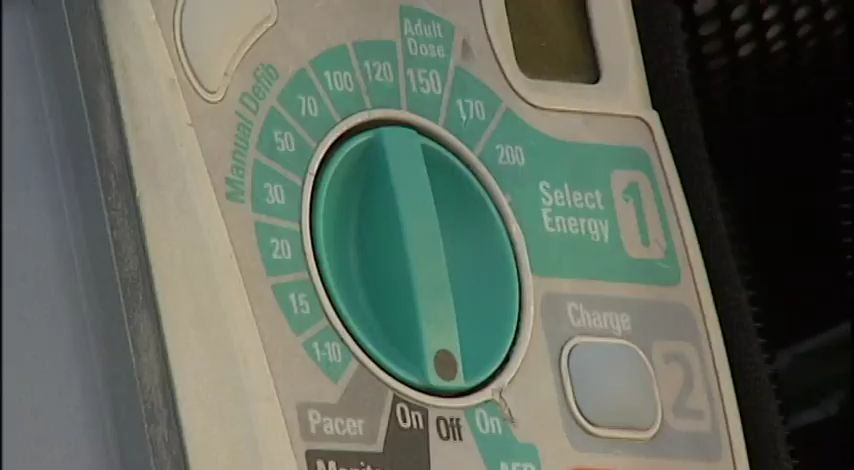 Adult
Dose
Manual Defib
1-10
15
20
30
50
70
100
120
150
170
200
Select
Energy
1
Charge
2
Pacer
On
Off
On
AED